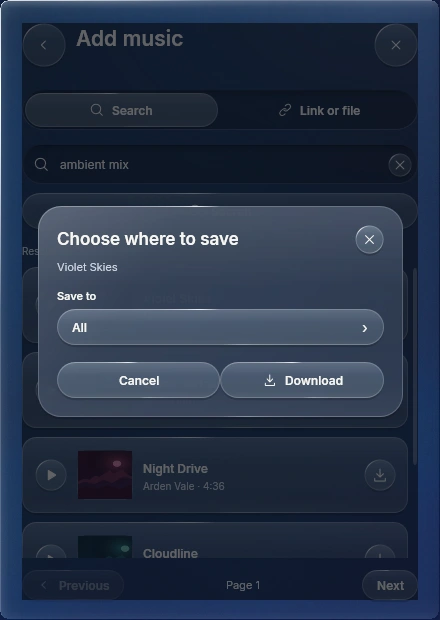 Add music
Search
Link or file
ambient mix
Res
Choose where to save
Violet Skies
Save to
All
Cancel
Download
Night Drive
Arden Vale · 4:36
Cloudline
Previous
Page 1
Next